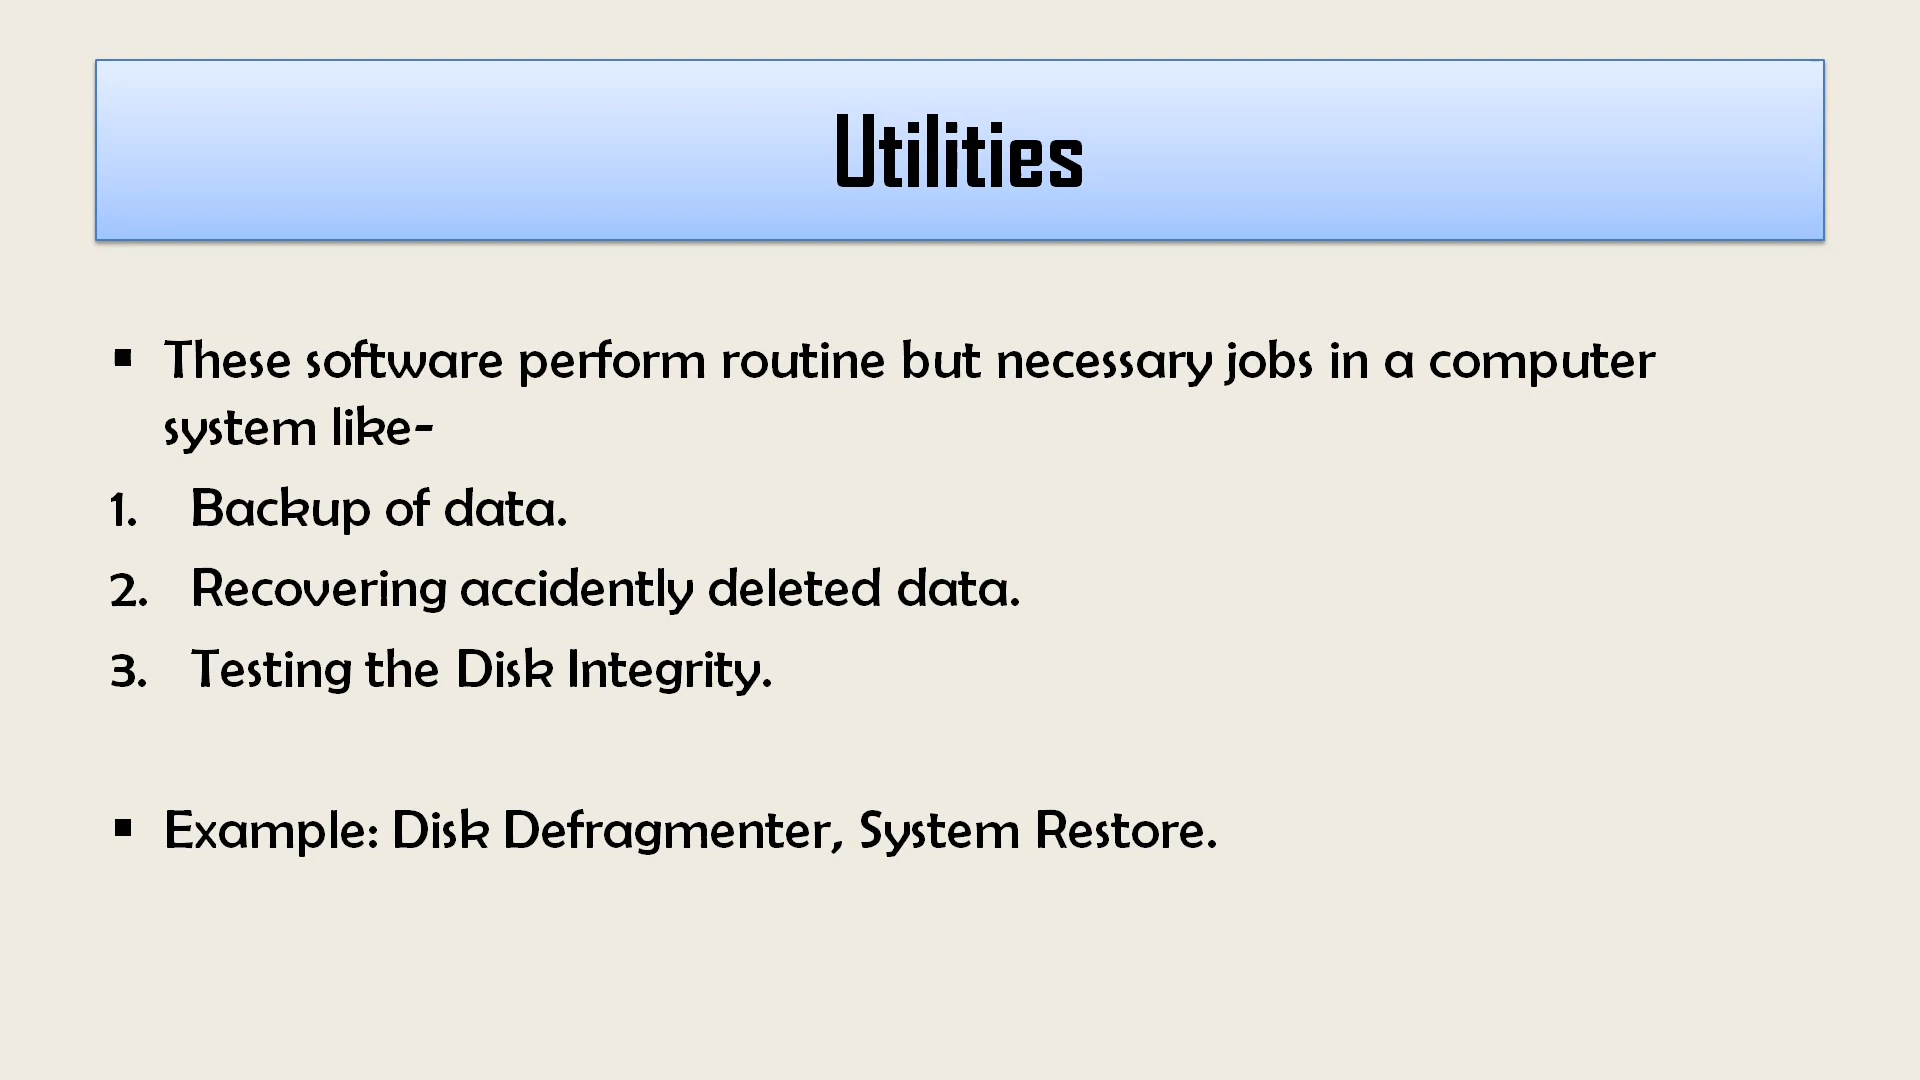 Utilities
▪ These software perform routine but necessary jobs in a computer
system like-
1. Backup of data.
2. Recovering accidently deleted data.
3. Testing the Disk Integrity.
▪ Example: Disk Defragmenter, System Restore.